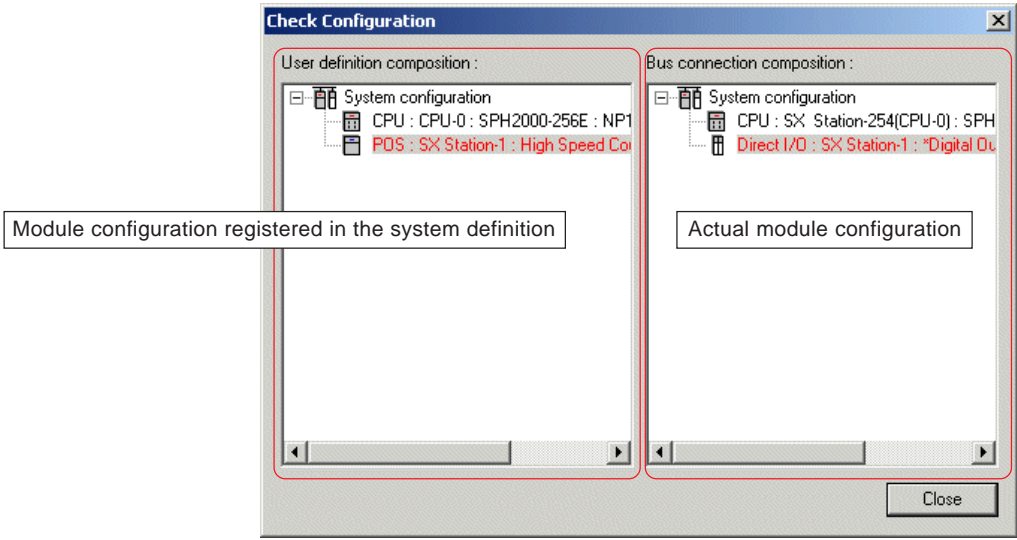 Check Configuration
User definition composition :
System configuration
CPU : CPU-0 : SPH2000-256E : NP1
POS : SX Station-1 : High Speed Cou
Module configuration registered in the system definition
Bus connection composition :
System configuration
CPU : SX Station-254(CPU-0) : SPH
Direct I/O : SX Station-1 : *Digital Ou
Actual module configuration
Close